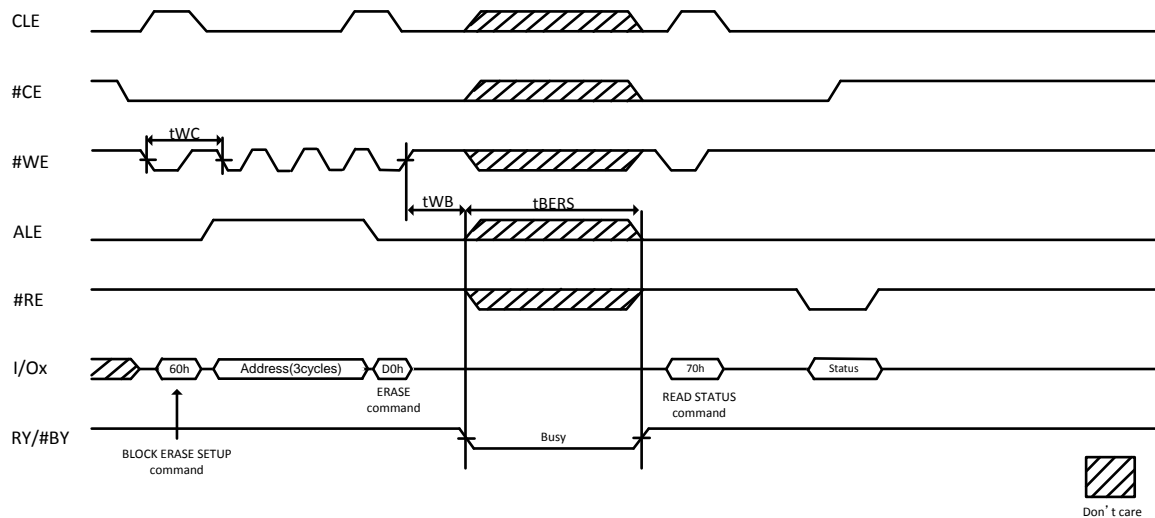 CLE
#CE
tWC
#WE
tWB
tBERS
ALE
#RE
I/Ox
60h
Address(3cycles)
D0h
70h
Status
ERASE
command
READ STATUS
command
RY/#BY
Busy
BLOCK ERASE SETUP
command
Don't care